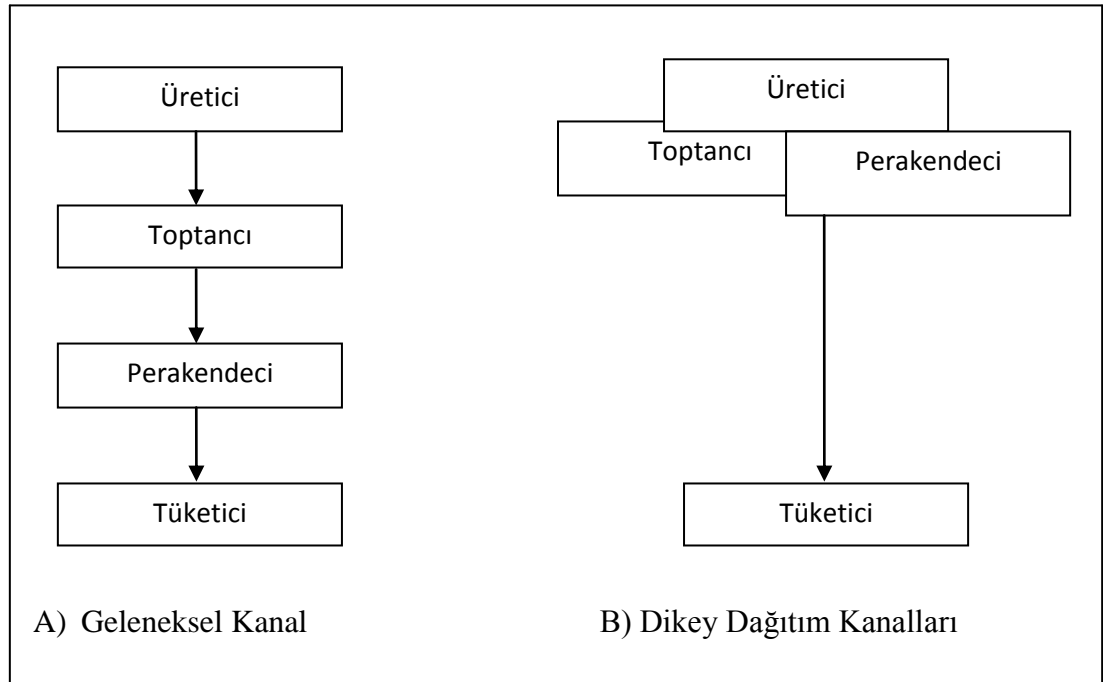 Üretici
Toptancı
Perakendeci
Tüketici
A) Geleneksel Kanal
Üretici
Toptancı
Perakendeci
Tüketici
B) Dikey Dağıtım Kanalları